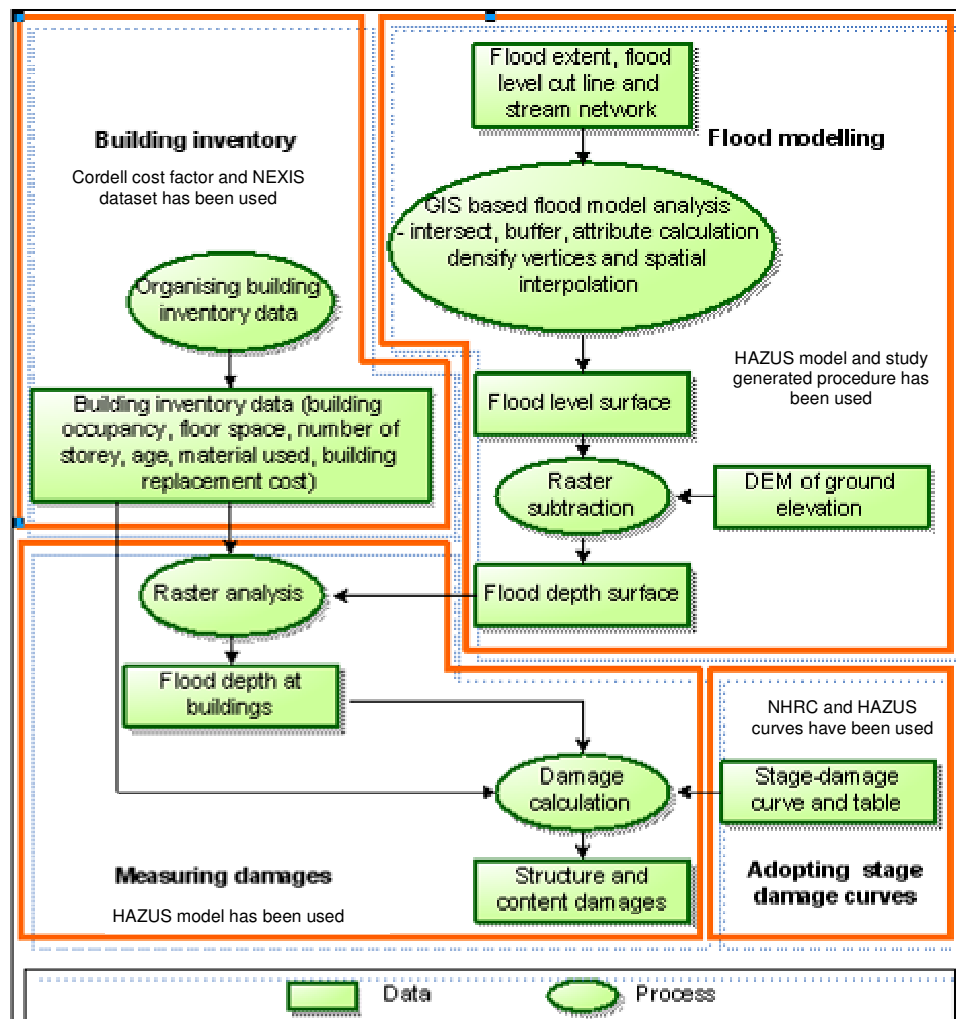 Building inventory
Cordell cost factor and NEXIS
dataset has been used
Organising building
inventory data
Building inventory data (building
occupancy, floor space, number of
storey, age, material used, building
replacement cost)
Flood extent, flood
level cut line and
stream network
Flood modelling
GIS based flood model analysis
- intersect, buffer, attribute calculation
densify vertices and spatial
interpolation
HAZUS model and study
generated procedure has
been used
Flood level surface
Raster
subtraction
DEM of ground
elevation
Flood depth surface
Raster analysis
Flood depth at
buildings
Damage
calculation
Structure and
content damages
Measuring damages
HAZUS model has been used
NHRC and HAZUS
curves have been used
Stage-damage
curve and table
Adopting stage
damage curves
Data
Process